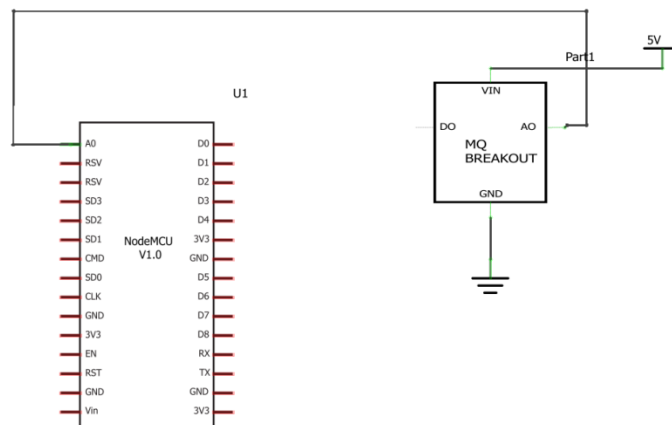 5V
Part1
U1
VIN
DO
AO
MQ
BREAKOUT
GND
NodeMCU
V1.0
A0
RSV
RSV
SD3
SD2
SD1
CMD
SD0
CLK
GND
3V3
EN
RST
GND
Vin
D0
D1
D2
D3
D4
3V3
GND
D5
D6
D7
D8
RX
TX
GND
3V3